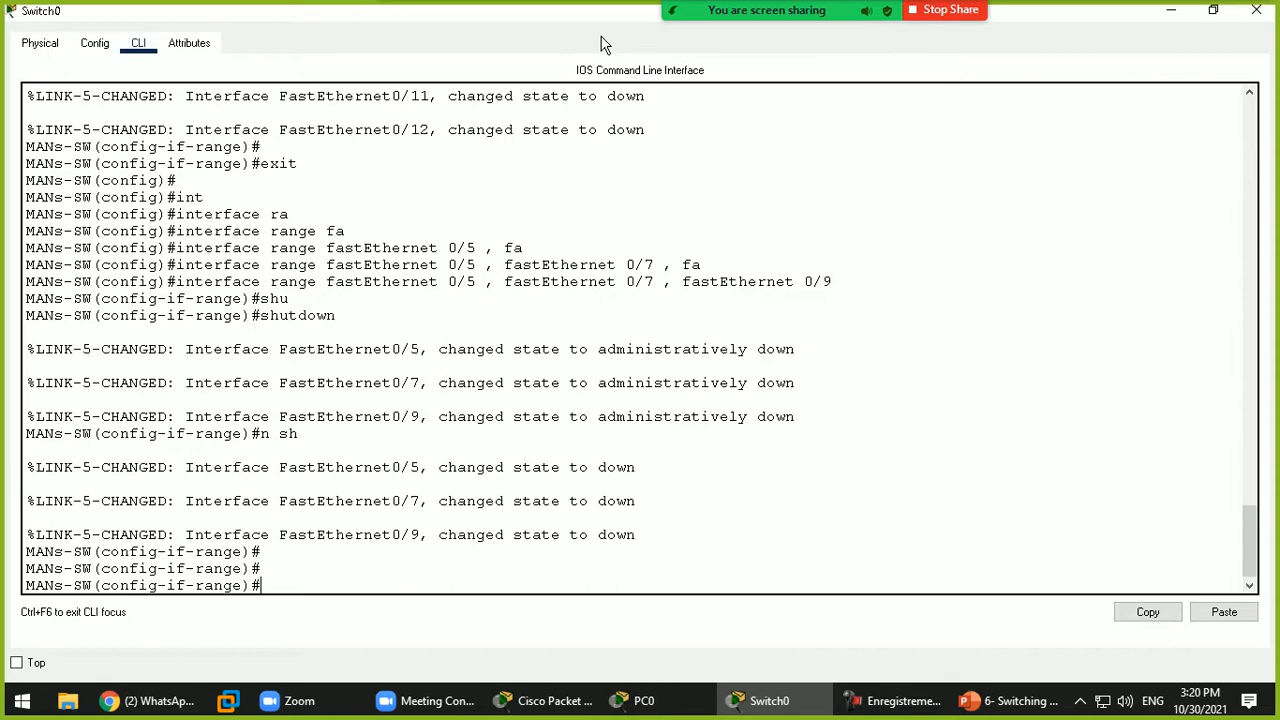 Switch0
You are screen sharing
Stop Share
Physical
Config
CLI
Attributes
IOS Command Line Interface
%LINK-5-CHANGED: Interface FastEthernet0/11, changed state to down
%LINK-5-CHANGED: Interface FastEthernet0/12, changed state to down
MANs-SW(config-if-range)#
MANs-SW(config-if-range)#exit
MANs-SW(config)#
MANs-SW(config)#int
MANs-SW(config)#interface ra
MANs-SW(config)#interface range fa
MANs-SW(config)#interface range fastEthernet 0/5 , fa
MANs-SW(config)#interface range fastEthernet 0/5 , fastEthernet 0/7 , fa
MANs-SW(config)#interface range fastEthernet 0/5 , fastEthernet 0/7 , fastEthernet 0/9
MANs-SW(config-if-range)#shu
MANs-SW(config-if-range)#shutdown
%LINK-5-CHANGED: Interface FastEthernet0/5, changed state to administratively down
%LINK-5-CHANGED: Interface FastEthernet0/7, changed state to administratively down
%LINK-5-CHANGED: Interface FastEthernet0/9, changed state to administratively down
MANs-SW(config-if-range)#n sh
%LINK-5-CHANGED: Interface FastEthernet0/5, changed state to down
%LINK-5-CHANGED: Interface FastEthernet0/7, changed state to down
%LINK-5-CHANGED: Interface FastEthernet0/9, changed state to down
MANs-SW(config-if-range)#
MANs-SW(config-if-range)#
MANs-SW(config-if-range)#
Ctrl+F6 to exit CLI focus
Copy
Paste
Top
(2) WhatsAp...
Zoom
Meeting Con...
Cisco Packet ...
PC0
Switch0
Enregistreme...
6- Switching ...
ENG
3:20 PM
10/30/2021